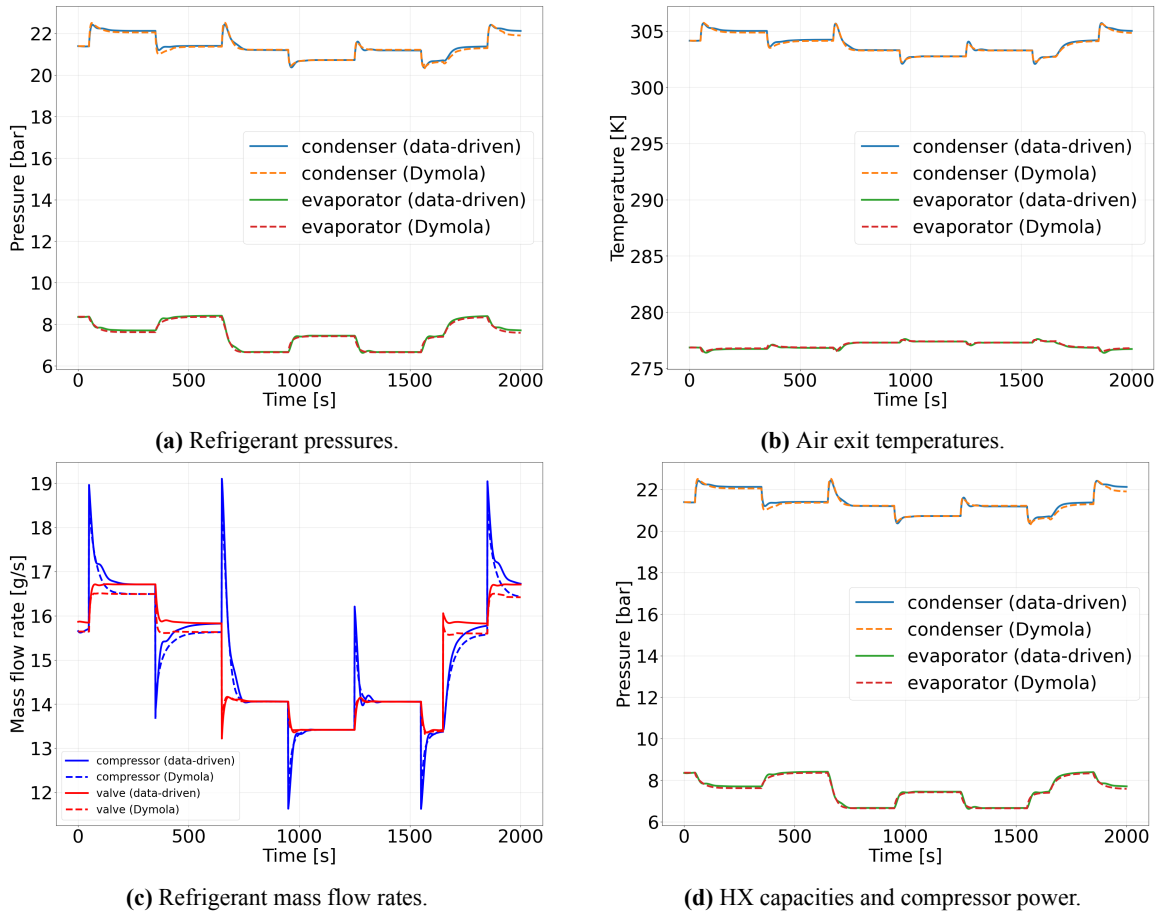 22
20
18
16
14
12
10
8
6
Pressure [bar]
condenser (data-driven)
condenser (Dymola)
evaporator (data-driven)
evaporator (Dymola)
0 500 1000 1500 2000
Time [s]
(a) Refrigerant pressures.
305
300
295
290
285
280
275
Temperature [K]
condenser (data-driven)
condenser (Dymola)
evaporator (data-driven)
evaporator (Dymola)
0 500 1000 1500 2000
Time [s]
(b) Air exit temperatures.
19
18
17
16
15
14
13
12
Mass flow rate [g/s]
compressor (data-driven)
compressor (Dymola)
valve (data-driven)
valve (Dymola)
0 500 1000 1500 2000
Time [s]
(c) Refrigerant mass flow rates.
22
20
18
16
14
12
10
8
6
Pressure [bar]
condenser (data-driven)
condenser (Dymola)
evaporator (data-driven)
evaporator (Dymola)
0 500 1000 1500 2000
Time [s]
(d) HX capacities and compressor power.